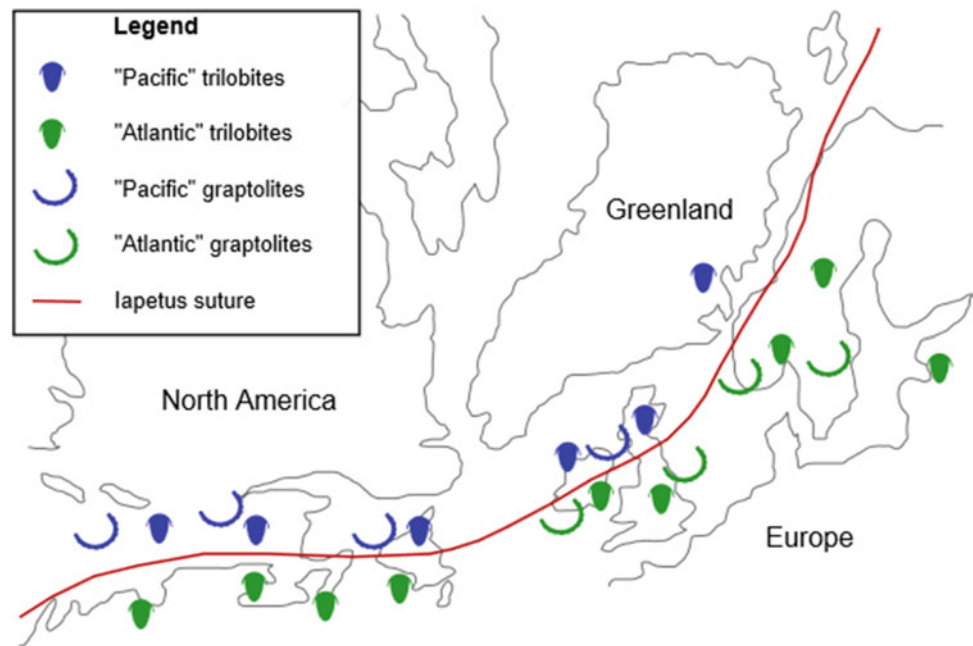 Legend
"Pacific" trilobites
"Atlantic" trilobites
"Pacific" graptolites
"Atlantic" graptolites
Iapetus suture
Greenland
North America
Europe